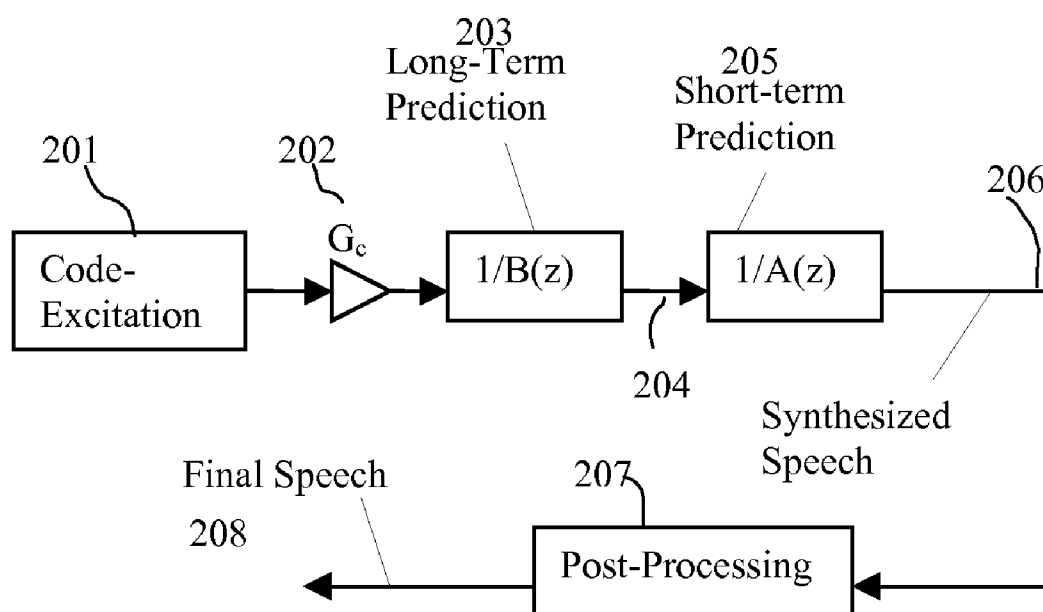 203
Long-Term
Prediction
205
Short-term
Prediction
201
202
206
G_c
Code-
Excitation
1/B(z)
1/A(z)
204
Synthesized
Speech
Final Speech
208
207
Post-Processing